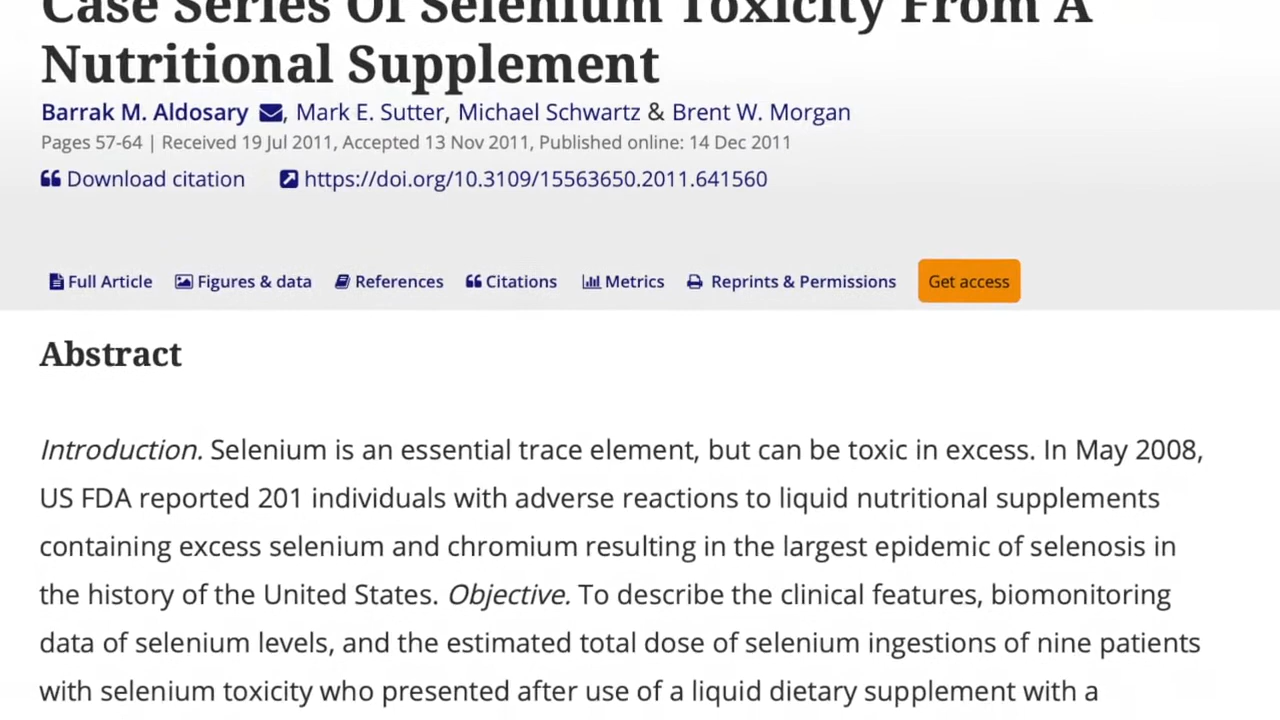 Case Series Of Selenium Toxicity From A
Nutritional Supplement
Barrak M. Aldosary , Mark E. Sutter, Michael Schwartz & Brent W. Morgan
Pages 57-64 | Received 19 Jul 2011, Accepted 13 Nov 2011, Published online: 14 Dec 2011
Download citation https://doi.org/10.3109/15563650.2011.641560
Full Article Figures & data References Citations Metrics Reprints & Permissions Get access
Abstract
Introduction. Selenium is an essential trace element, but can be toxic in excess. In May 2008,
US FDA reported 201 individuals with adverse reactions to liquid nutritional supplements
containing excess selenium and chromium resulting in the largest epidemic of selenosis in
the history of the United States. Objective. To describe the clinical features, biomonitoring
data of selenium levels, and the estimated total dose of selenium ingestions of nine patients
with selenium toxicity who presented after use of a liquid dietary supplement with a